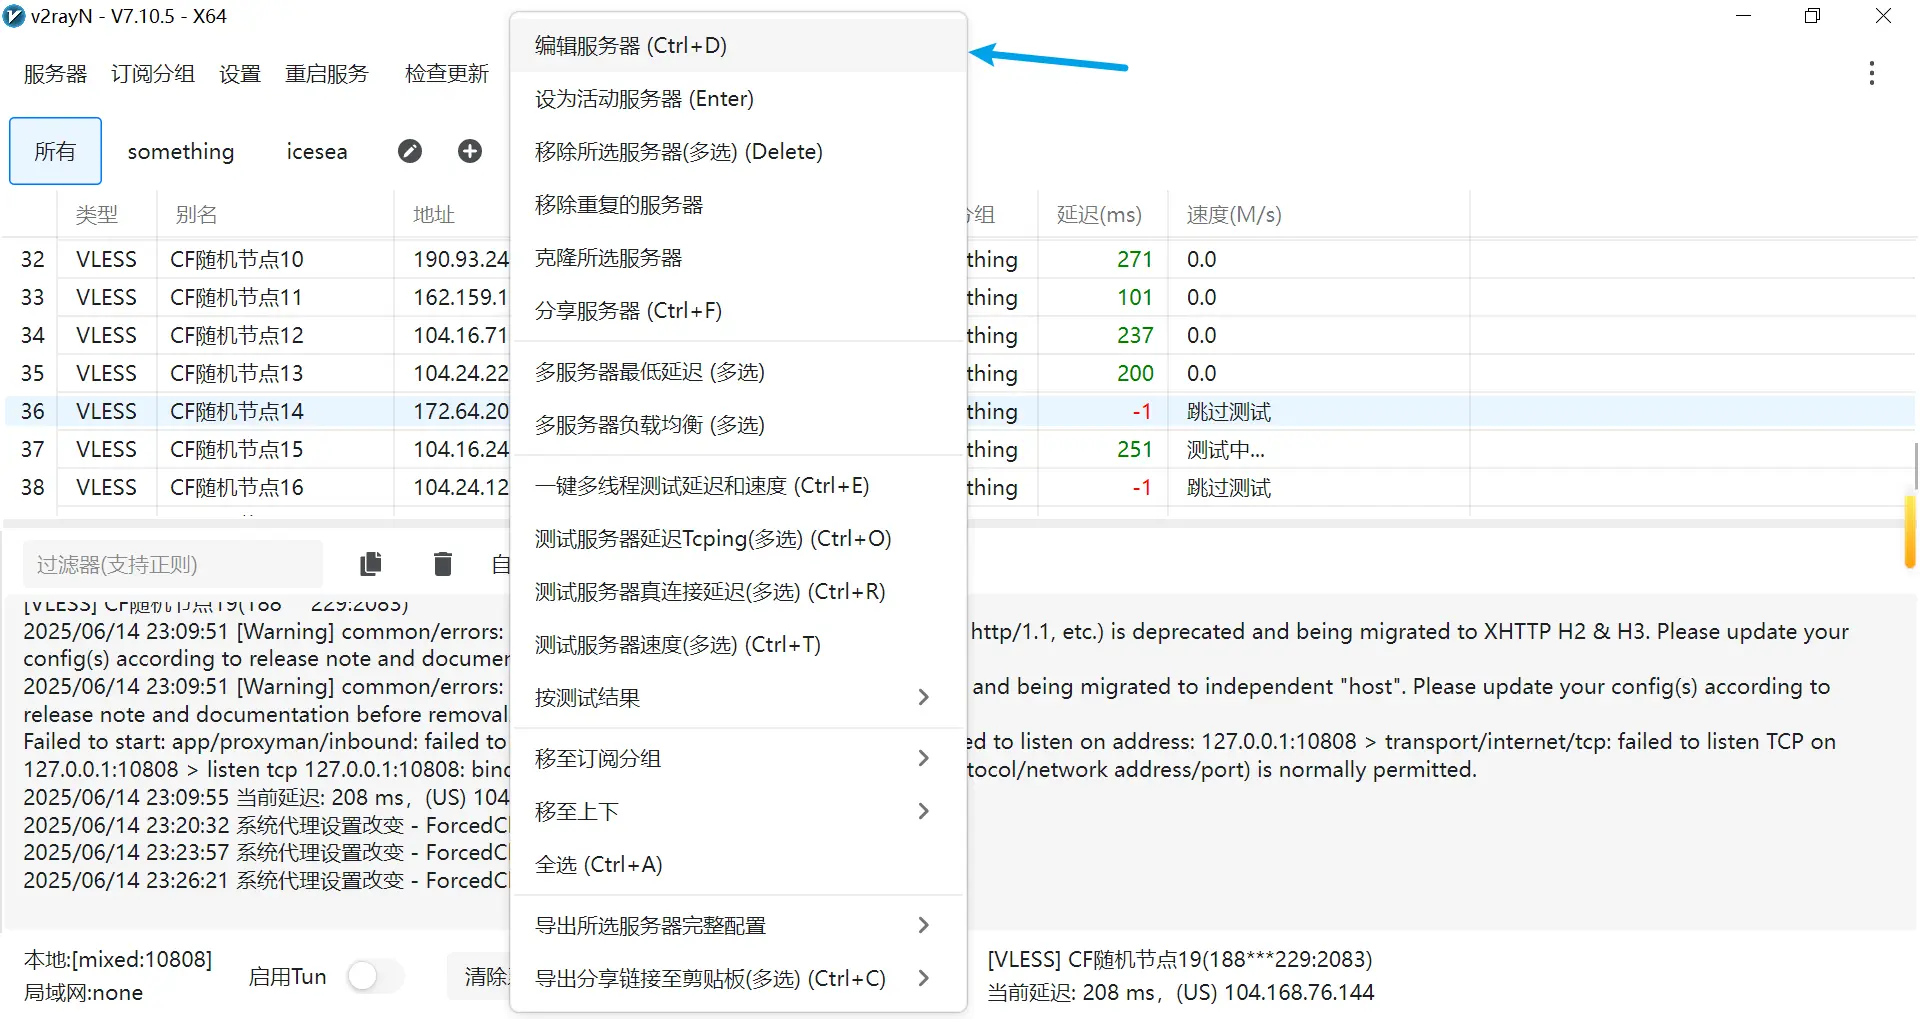 v2rayN - V7.10.5 - X64
服务器 订阅分组 设置 重启服务 检查更新
所有 something icesea
编辑服务器 (Ctrl+D)
设为活动服务器 (Enter)
移除所选服务器(多选) (Delete)
移除重复的服务器
克隆所选服务器
分享服务器 (Ctrl+F)
多服务器最低延迟 (多选)
多服务器负载均衡 (多选)
一键多线程测试延迟和速度 (Ctrl+E)
测试服务器延迟Tcping(多选) (Ctrl+O)
测试服务器真连接延迟(多选) (Ctrl+R)
测试服务器速度(多选) (Ctrl+T)
按测试结果
移至订阅分组
移至上下
全选 (Ctrl+A)
导出所选服务器完整配置
导出分享链接至剪贴板(多选) (Ctrl+C)
类型 别名 地址 组 延迟(ms) 速度(M/s)
32 VLESS CF随机节点10 190.93.24 thing 271 0.0
33 VLESS CF随机节点11 162.159.1 thing 101 0.0
34 VLESS CF随机节点12 104.16.71 thing 237 0.0
35 VLESS CF随机节点13 104.24.22 thing 200 0.0
36 VLESS CF随机节点14 172.64.20 thing -1 跳过测试
37 VLESS CF随机节点15 104.16.24 thing 251 测试中...
38 VLESS CF随机节点16 104.24.12 thing -1 跳过测试
过滤器(支持正则) 自
[VLESS] CF随机节点19(188***229:2083)
2025/06/14 23:09:51 [Warning] common/errors: http/1.1, etc.) is deprecated and being migrated to XHTTP H2 & H3. Please update your
config(s) according to release note and documen
2025/06/14 23:09:51 [Warning] common/errors: and being migrated to independent "host". Please update your config(s) according to
release note and documentation before removal
Failed to start: app/proxyman/inbound: failed to ed to listen on address: 127.0.0.1:10808 > transport/internet/tcp: failed to listen TCP on
127.0.0.1:10808 > listen tcp 127.0.0.1:10808: bind tocol/network address/port) is normally permitted.
2025/06/14 23:09:55 当前延迟: 208 ms，(US) 104
2025/06/14 23:20:32 系统代理设置改变 - ForcedCl
2025/06/14 23:23:57 系统代理设置改变 - ForcedCl
2025/06/14 23:26:21 系统代理设置改变 - ForcedCl
本地:[mixed:10808]
局域网:none
启用Tun 清除
[VLESS] CF随机节点19(188***229:2083)
当前延迟: 208 ms，(US) 104.168.76.144